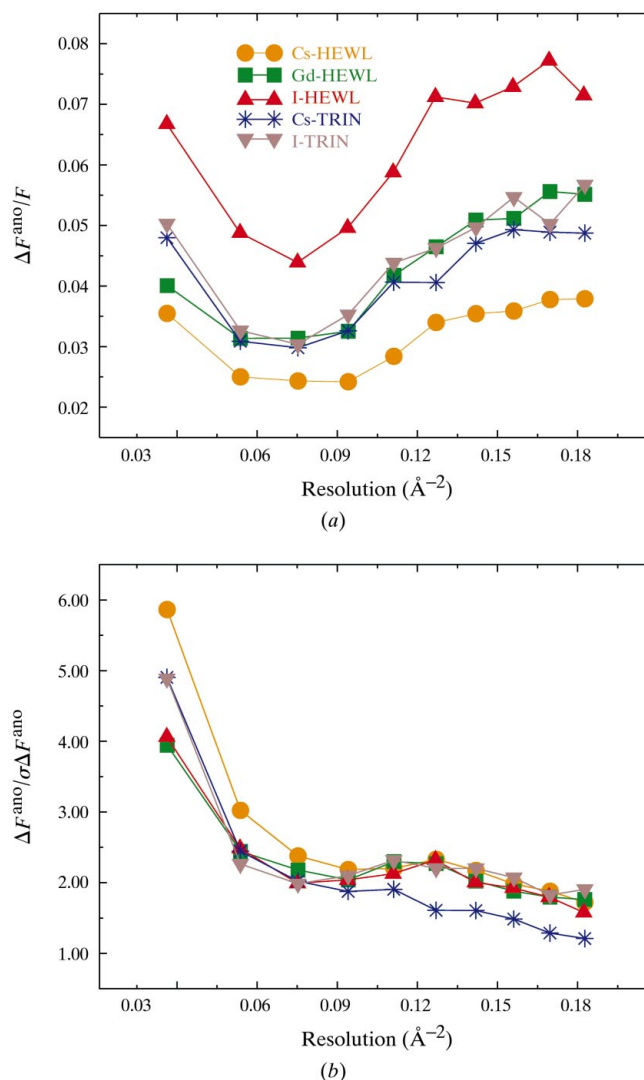 0.08
0.07
0.06
0.05
0.04
0.03
0.02
ΔF^ano/F
Cs-HEWL
Gd-HEWL
I-HEWL
Cs-TRIN
I-TRIN
0.03 0.06 0.09 0.12 0.15 0.18
Resolution (Å⁻²)
(a)
6.00
5.00
4.00
3.00
2.00
1.00
ΔF^ano/σΔF^ano
0.03 0.06 0.09 0.12 0.15 0.18
Resolution (Å⁻²)
(b)